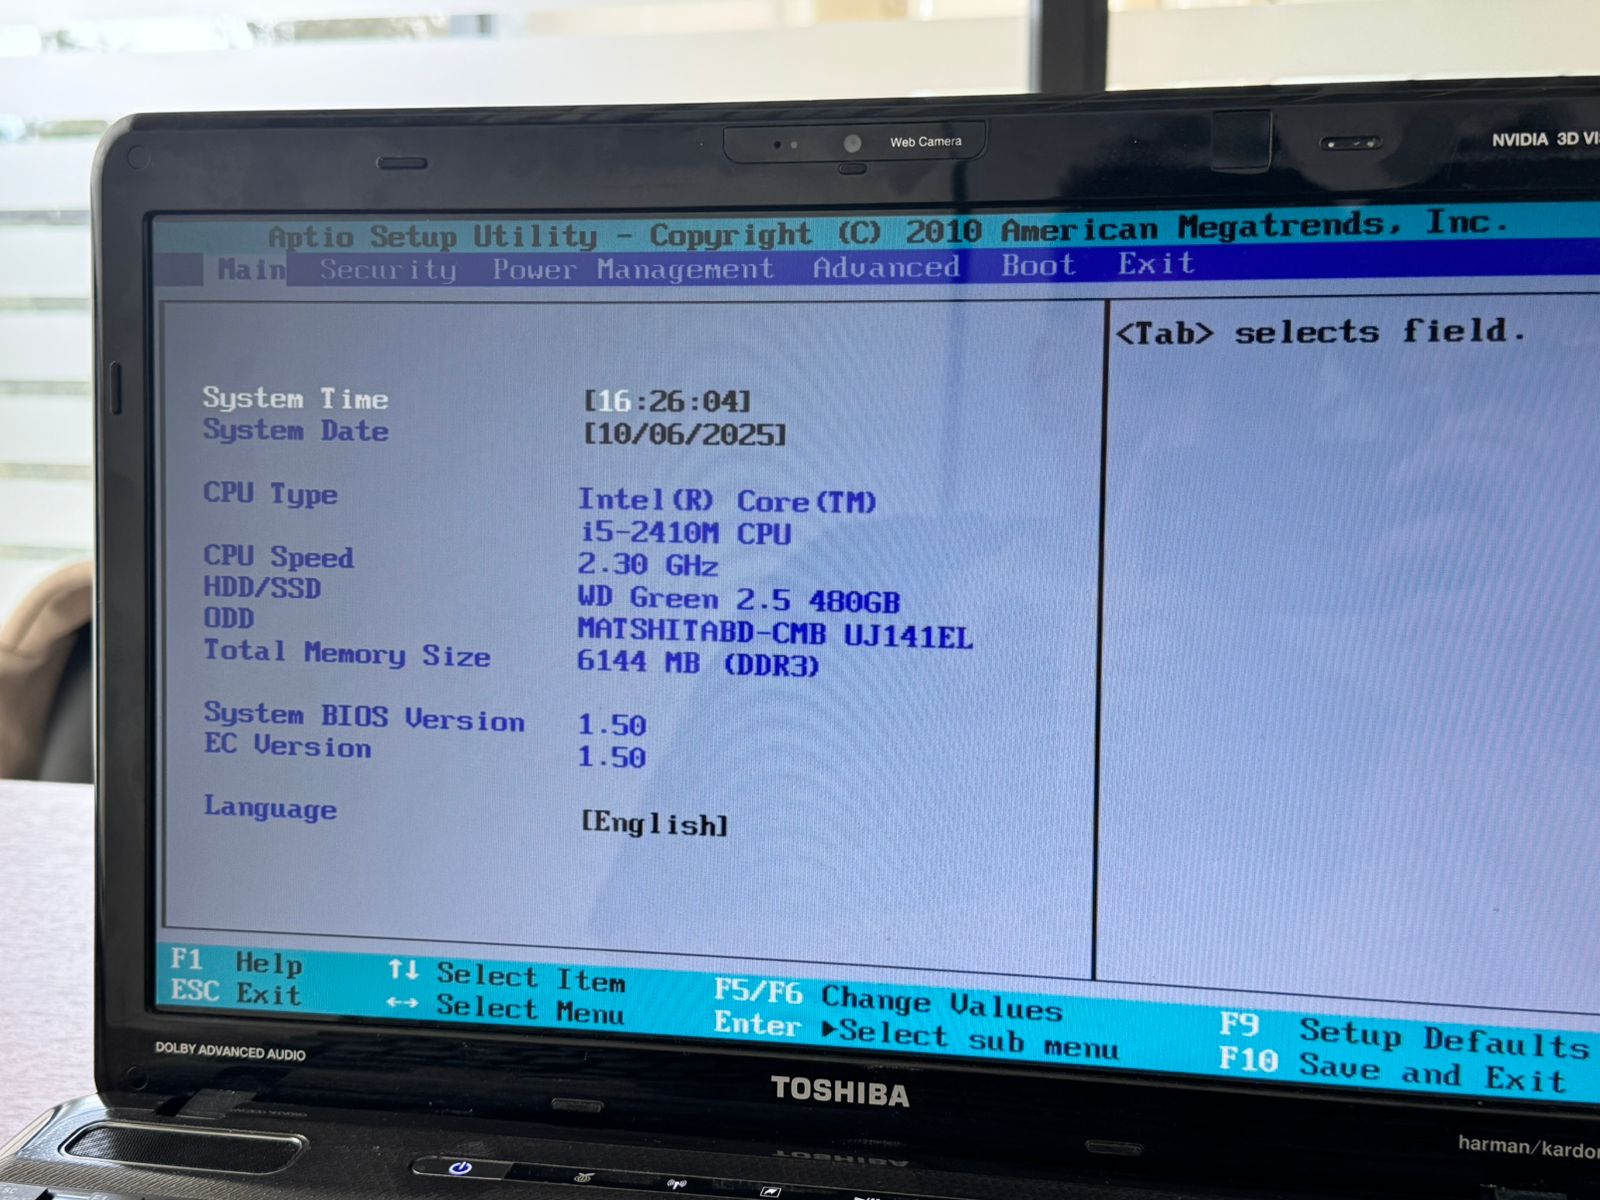 Web Camera
NVIDIA 3D
Aptio Setup Utility - Copyright (C) 2010 American Megatrends, Inc.
Main Security Power Management Advanced Boot Exit
<Tab> selects field.
System Time [16:26:04]
System Date [10/06/2025]
CPU Type Intel(R) Core(TM)
i5-2410M CPU
CPU Speed 2.30 GHz
HDD/SSD WD Green 2.5 480GB
ODD MATSHITABD-CMB UJ141EL
Total Memory Size 6144 MB (DDR3)
System BIOS Version 1.50
EC Version 1.50
Language [English]
F1 Help ↑↓ Select Item F5/F6 Change Values F9 Setup Defaults
ESC Exit ←→ Select Menu Enter ▶Select sub menu F10 Save and Exit
DOLBY ADVANCED AUDIO
TOSHIBA
harman/kardon